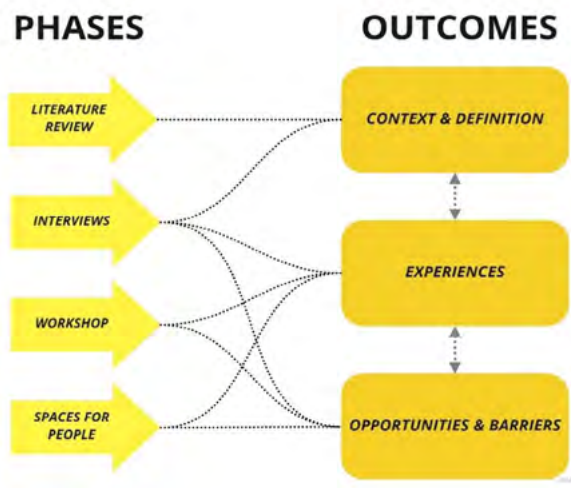 PHASES
OUTCOMES
LITERATURE
REVIEW
CONTEXT & DEFINITION
INTERVIEWS
EXPERIENCES
WORKSHOP
SPACES FOR
PEOPLE
OPPORTUNITIES & BARRIERS